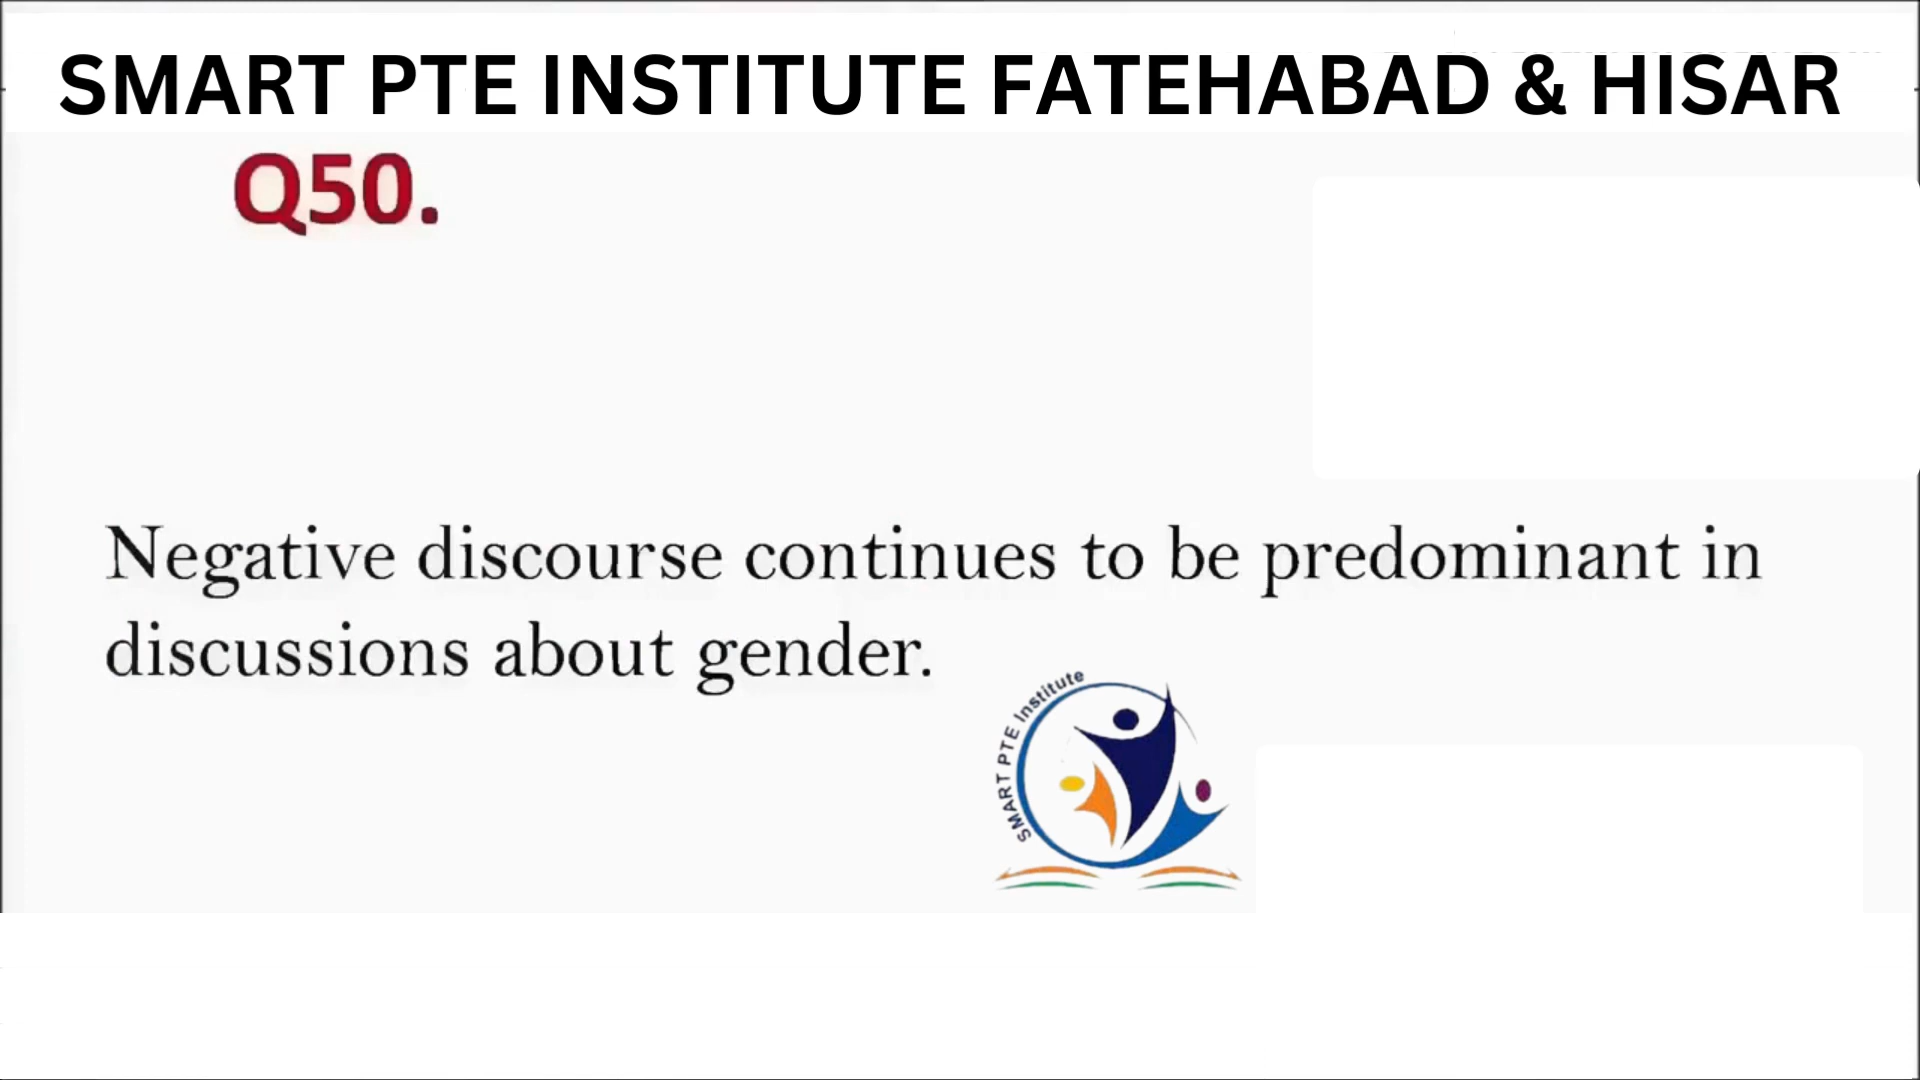 SMART PTE INSTITUTE FATEHABAD & HISAR
Q50.
Negative discourse continues to be predominant in
discussions about gender.
SMART PTE Institute